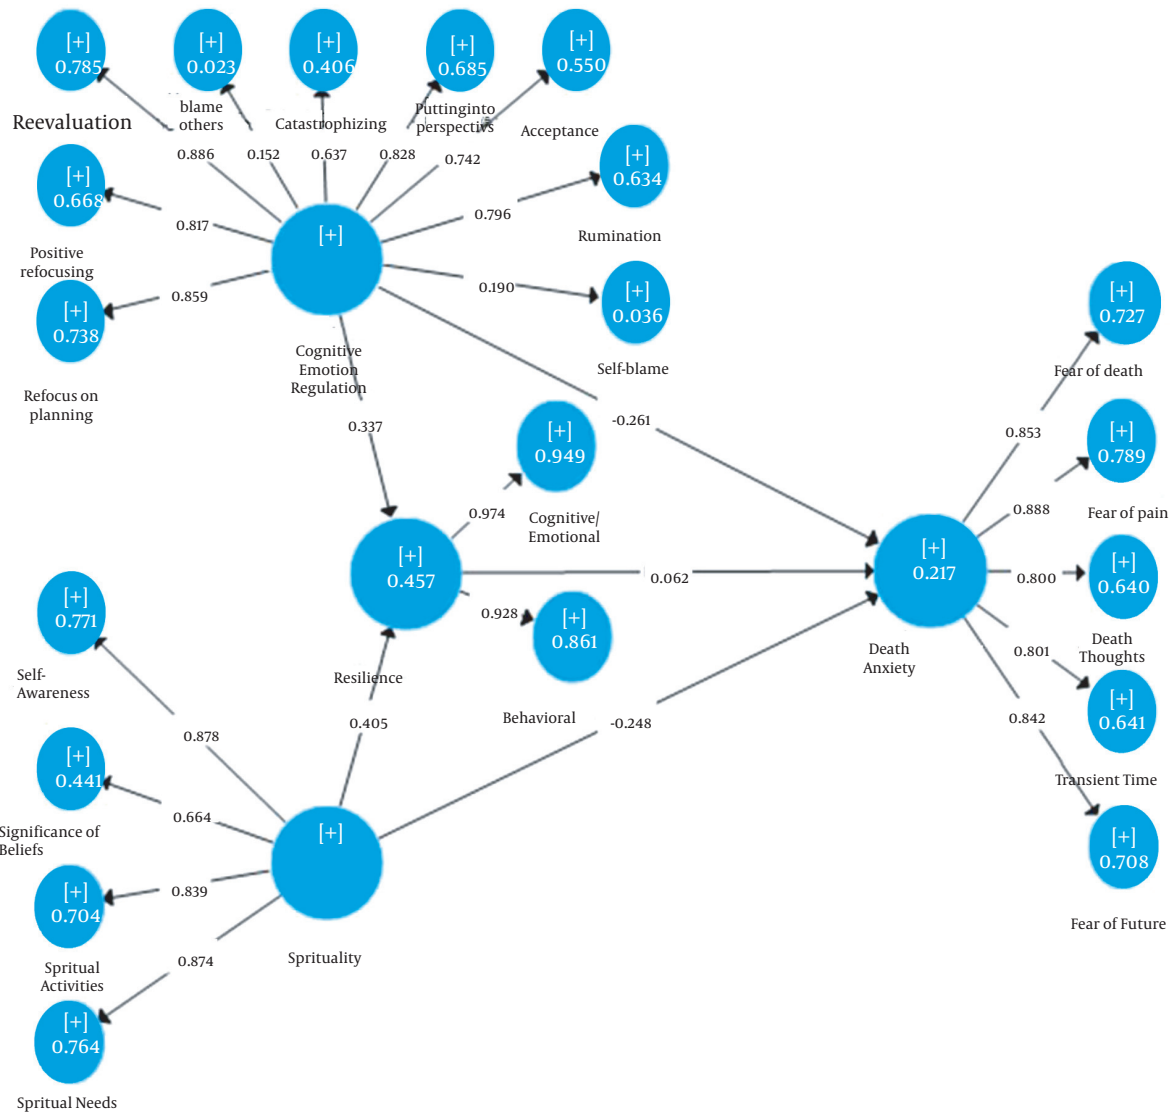 [+]
0.785
Reevaluation
[+]
0.023
blame
others
[+]
0.406
Catastrophizing
[+]
0.685
Puttinginto
perspectivs
[+]
0.550
Acceptance
0.886
0.152
0.637
0.828
0.742
[+]
0.634
Rumination
0.796
[+]
0.668
Positive
refocusing
0.817
[+]
[+]
0.738
Refocus on
planning
0.859
0.190
[+]
0.036
Self-blame
Cognitive
Emotion
Regulation
0.337
-0.261
[+]
0.949
Cognitive/
Emotional
0.974
[+]
0.457
Resilience
0.062
0.928
[+]
0.861
Behavioral
[+]
0.217
Death
Anxiety
[+]
0.727
Fear of death
0.853
[+]
0.789
Fear of pain
0.888
[+]
0.640
Death
Thoughts
0.800
[+]
0.641
Transient Time
0.801
[+]
0.708
Fear of Future
0.842
[+]
0.771
Self-
Awareness
0.878
0.405
-0.248
[+]
0.441
Significance of
Beliefs
0.664
[+]
Sprituality
[+]
0.704
Spritual
Activities
0.839
[+]
0.764
Spritual Needs
0.874